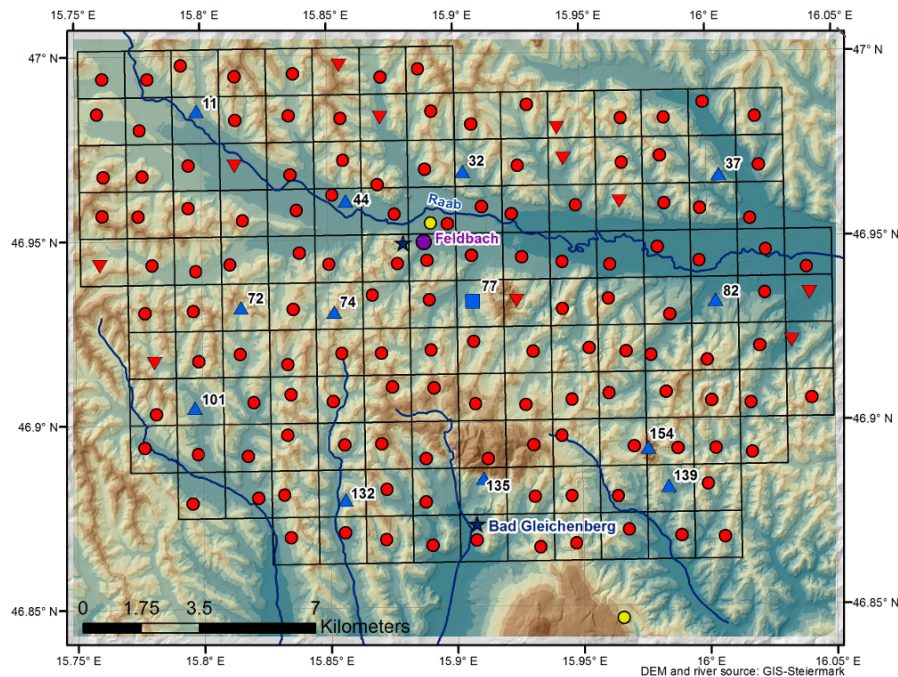 15.75 E 15.8 E 15.85 E 15.9 E 15.95 E 16 E 16.05 E
47° N 47° N
11
32
37
44
Raab
46.95° N 46.95° N
Feldbach
77
72
74
82
101
46.9° N 46.9° N
154
132
135
139
Bad Gleichenberg
46.85° N 46.85° N
0 1.75 3.5 7
Kilometers
15.75 E 15.8 E 15.85 E 15.9 E 15.95 E 16 E 16.05 E
DEM and river source: GIS-Steiermark